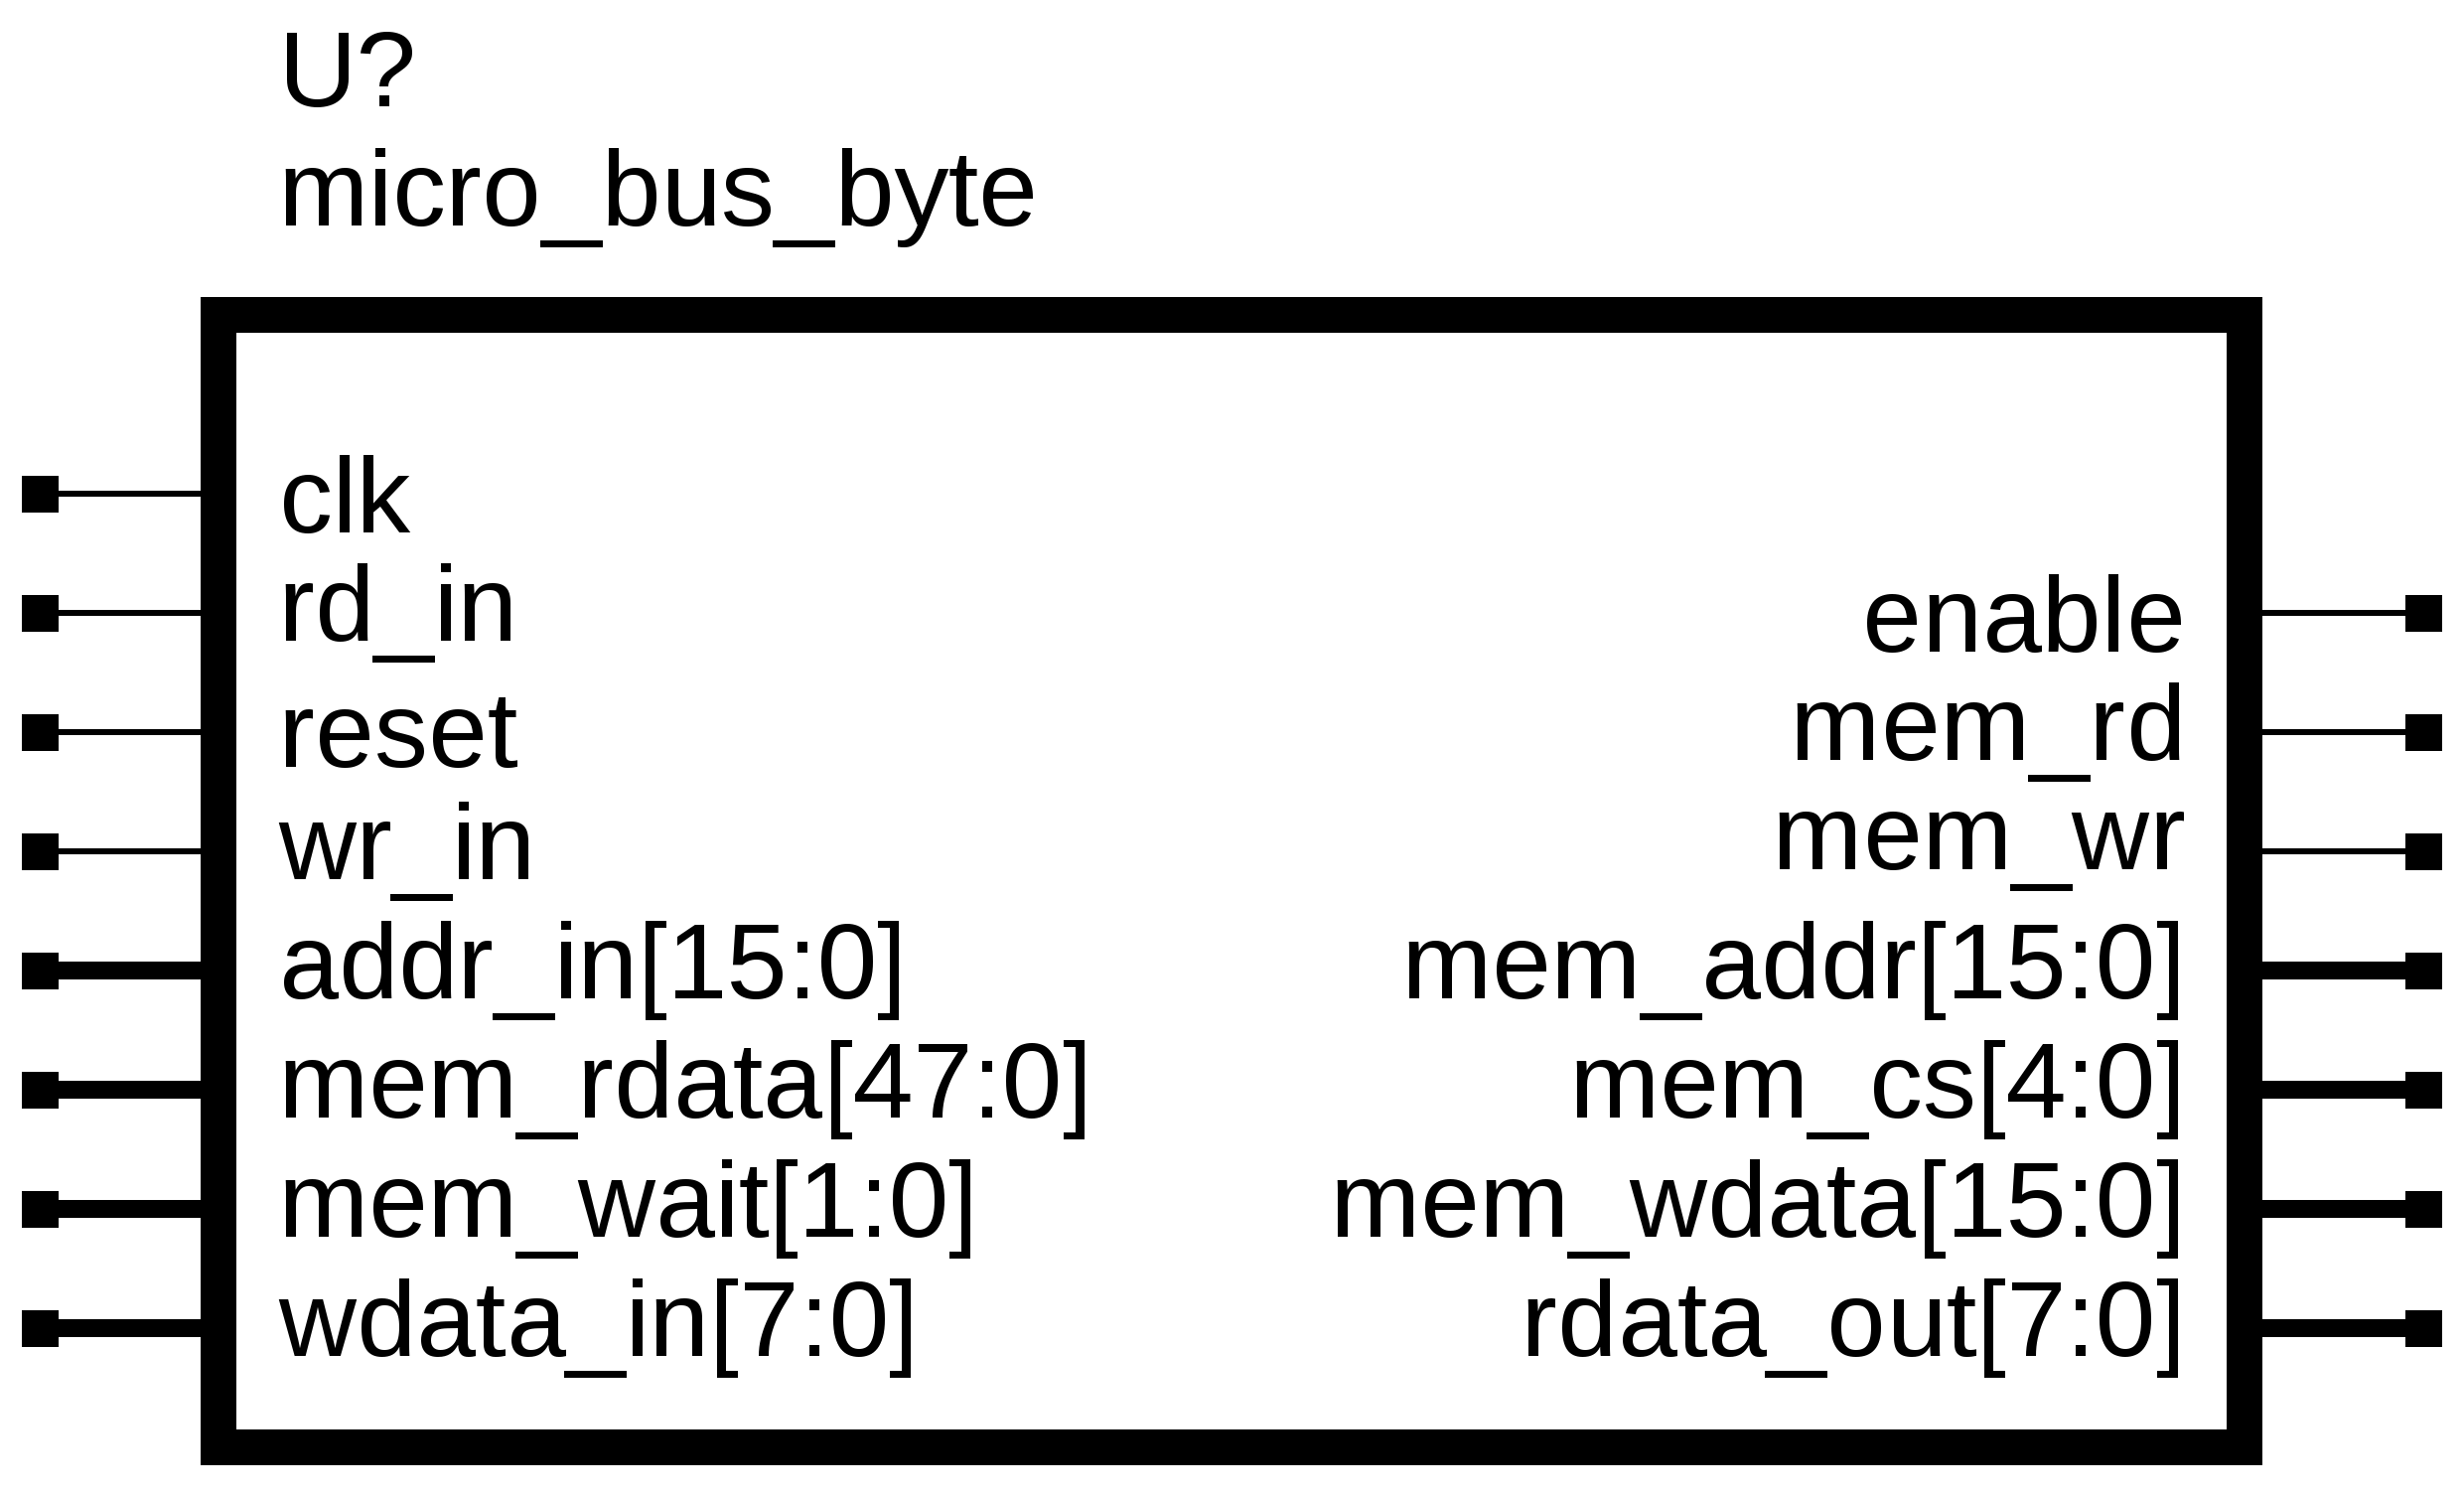 U?
micro_bus_byte
clk
rd_in
reset
wr_in
addr_in[15:0]
mem_rdata[47:0]
mem_wait[1:0]
wdata_in[7:0]
enable
mem_rd
mem_wr
mem_addr[15:0]
mem_cs[4:0]
mem_wdata[15:0]
rdata_out[7:0]